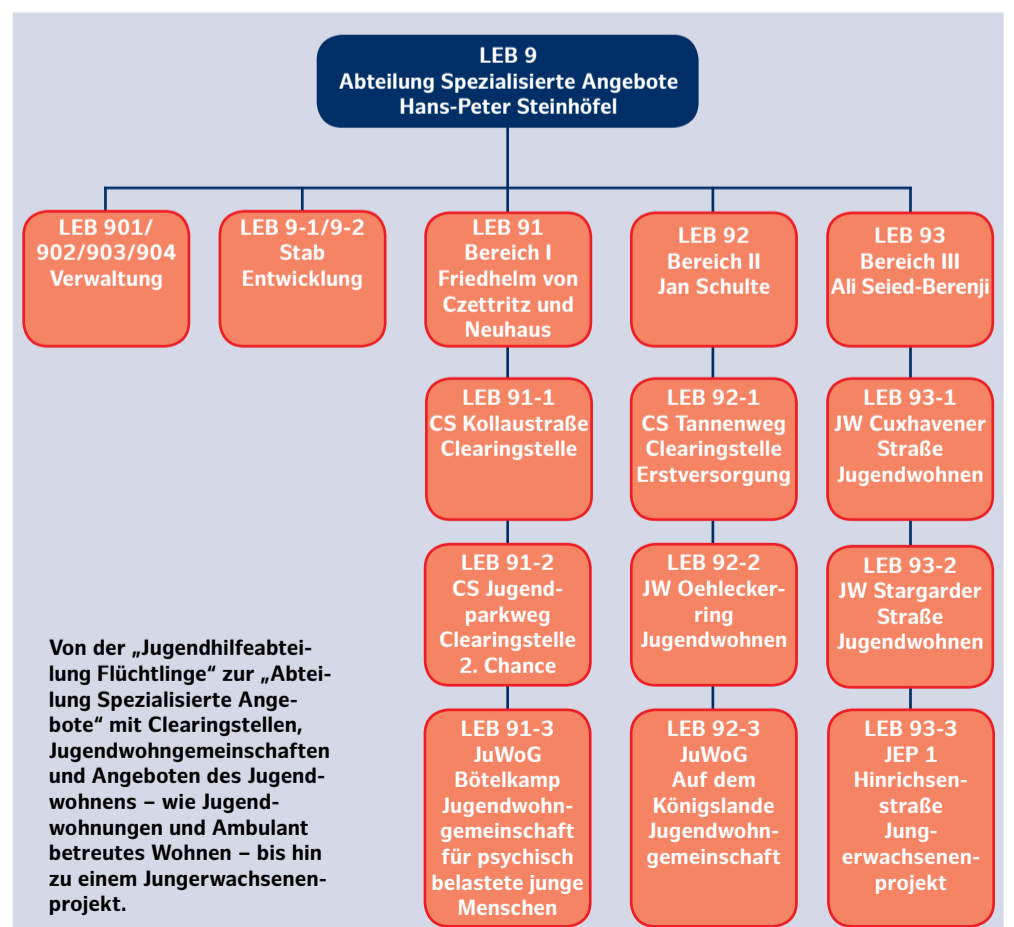 LEB 9
Abteilung Spezialisierte Angebote
Hans-Peter Steinhöfel
LEB 901/
902/903/904
Verwaltung
LEB 9-1/9-2
Stab
Entwicklung
LEB 91
Bereich I
Friedhelm von
Czettritz und
Neuhaus
LEB 92
Bereich II
Jan Schulte
LEB 93
Bereich III
Ali Seied-Berenji
LEB 91-1
CS Kollaustraße
Clearingstelle
LEB 92-1
CS Tannenweg
Clearingstelle
Erstversorgung
LEB 93-1
JW Cuxhavener
Straße
Jugendwohnen
LEB 91-2
CS Jugend-
parkweg
Clearingstelle
2. Chance
LEB 92-2
JW Oehlecker-
ring
Jugendwohnen
LEB 93-2
JW Stargarder
Straße
Jugendwohnen
LEB 91-3
JuWoG
Bötelkamp
Jugendwohn-
gemeinschaft
für psychisch
belastete junge
Menschen
LEB 92-3
JuWoG
Auf dem
Königslande
Jugendwohn-
gemeinschaft
LEB 93-3
JEP 1
Hinrichsen-
straße
Jung-
erwachsenen-
projekt
Von der „Jugendhilfeabtei-
lung Flüchtlinge“ zur „Abtei-
lung Spezialisierte Ange-
bote“ mit Clearingstellen,
Jugendwohngemeinschaften
und Angeboten des Jugend-
wohnens – wie Jugend-
wohnungen und Ambulant
betreutes Wohnen – bis hin
zu einem Jungerwachsenen-
projekt.